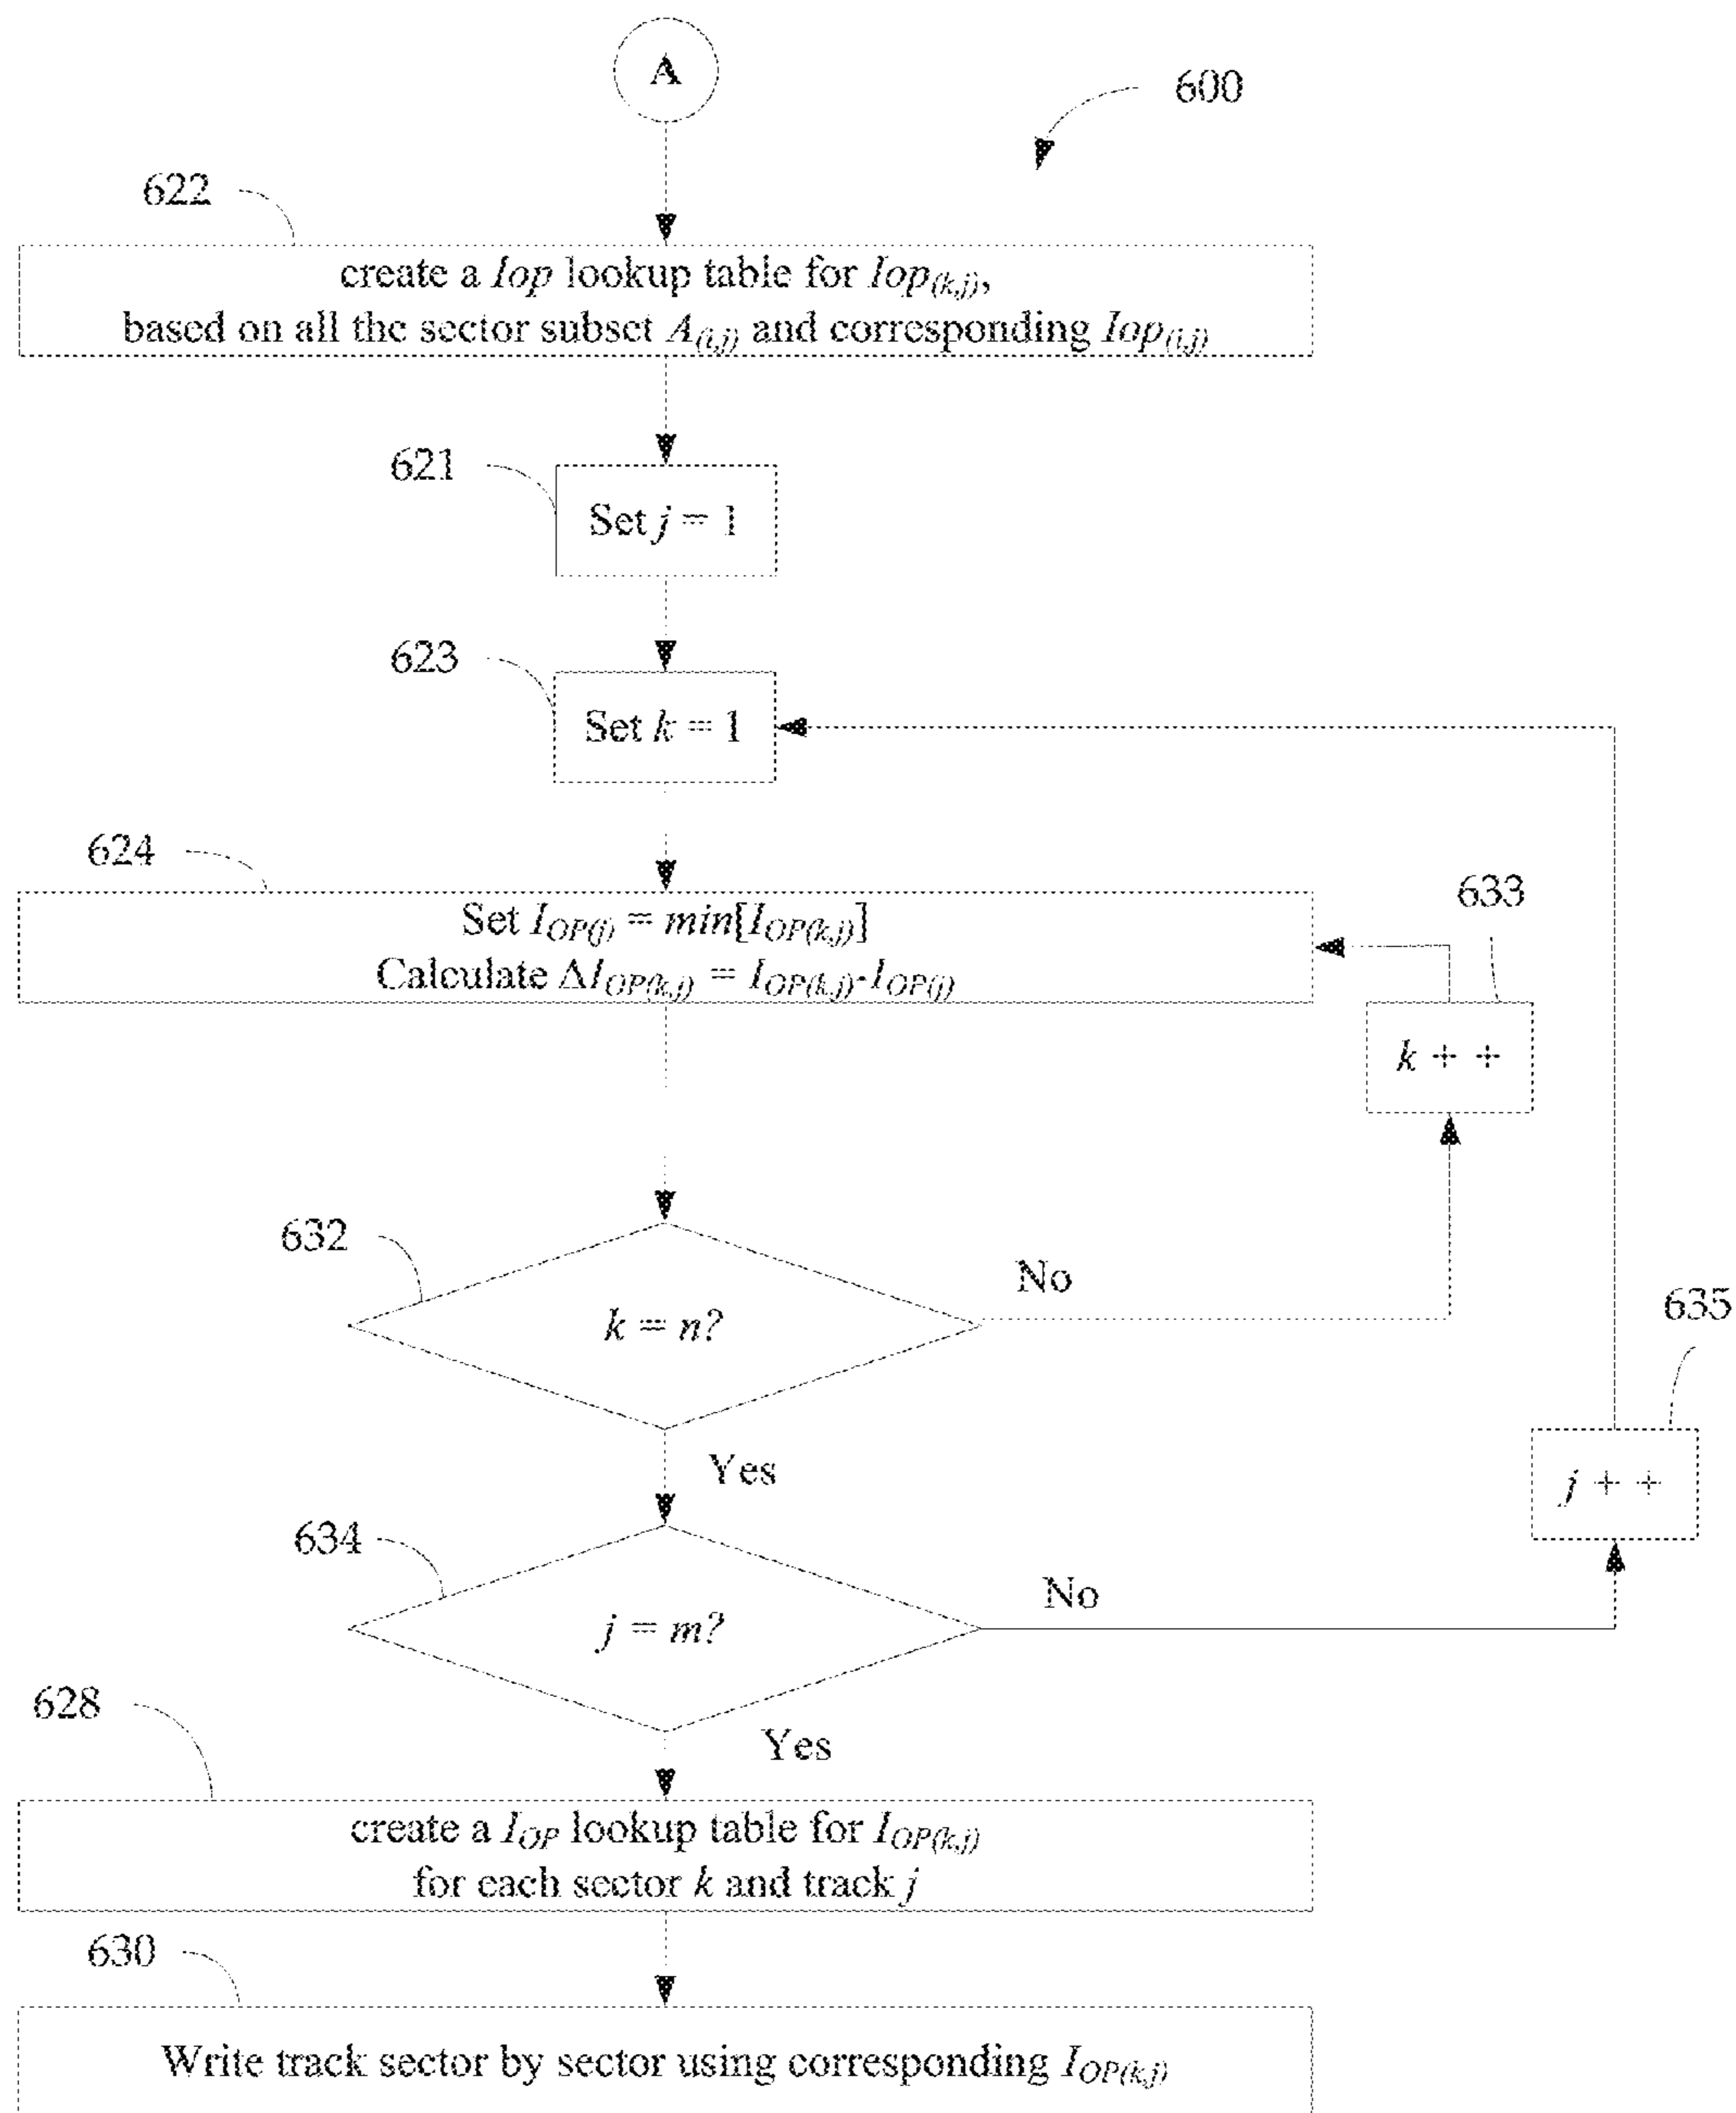 A
600
622
create a Iop lookup table for Iop(k,j),
based on all the sector subset A(i,j) and corresponding Iop(i,j)
621
Set j = 1
623
Set k = 1
624
Set IOP(j) = min[IOP(k,j)]
Calculate ΔIOP(k,j) = IOP(k,j)-IOP(j)
633
k + +
632
k = n?
No
635
Yes
j + +
634
j = m?
No
628
Yes
create a IOP lookup table for IOP(k,j)
for each sector k and track j
630
Write track sector by sector using corresponding IOP(k,j)